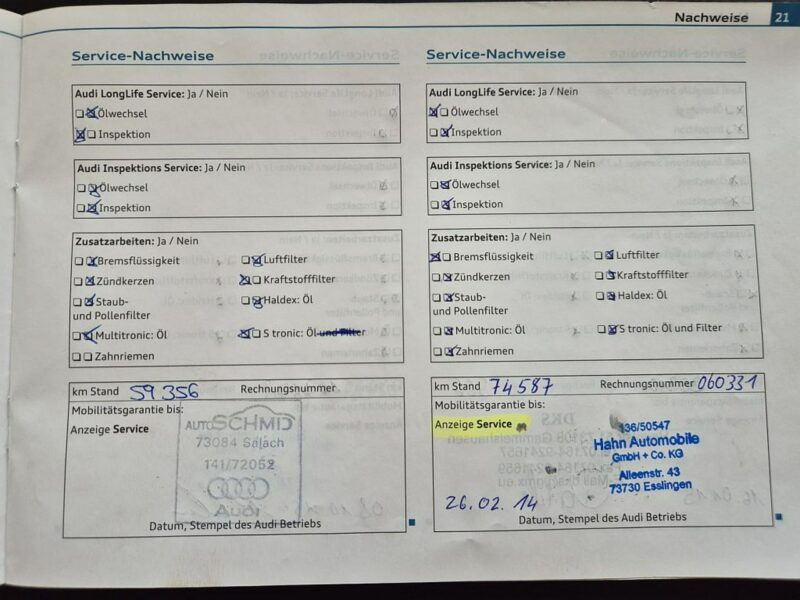 Nachweise 21
Service-Nachweise
Audi LongLife Service: Ja / Nein
Ölwechsel
Inspektion
Audi Inspektions Service: Ja / Nein
Ölwechsel
Inspektion
Zusatzarbeiten: Ja / Nein
Bremsflüssigkeit
Luftfilter
Zündkerzen
Kraftstofffilter
Staub-
und Pollenfilter
Haldex: Öl
Multitronic: Öl
S tronic: Öl und Filter
Zahnriemen
km Stand 59 356 Rechnungsnummer
Mobilitätsgarantie bis:
Anzeige Service
AUTO SCHMID
73084 Salach
141/72052
Audi
Datum, Stempel des Audi Betriebs
Service-Nachweise
Audi LongLife Service: Ja / Nein
Ölwechsel
Inspektion
Audi Inspektions Service: Ja / Nein
Ölwechsel
Inspektion
Zusatzarbeiten: Ja / Nein
Bremsflüssigkeit
Luftfilter
Zündkerzen
Kraftstofffilter
Staub-
und Pollenfilter
Haldex: Öl
Multitronic: Öl
S tronic: Öl und Filter
Zahnriemen
km Stand 74587 Rechnungsnummer 060331
Mobilitätsgarantie bis:
Anzeige Service
136/50547
Hahn Automobile
GmbH + Co. KG
Alleenstr. 43
73730 Esslingen
26.02.14
Datum, Stempel des Audi Betriebs